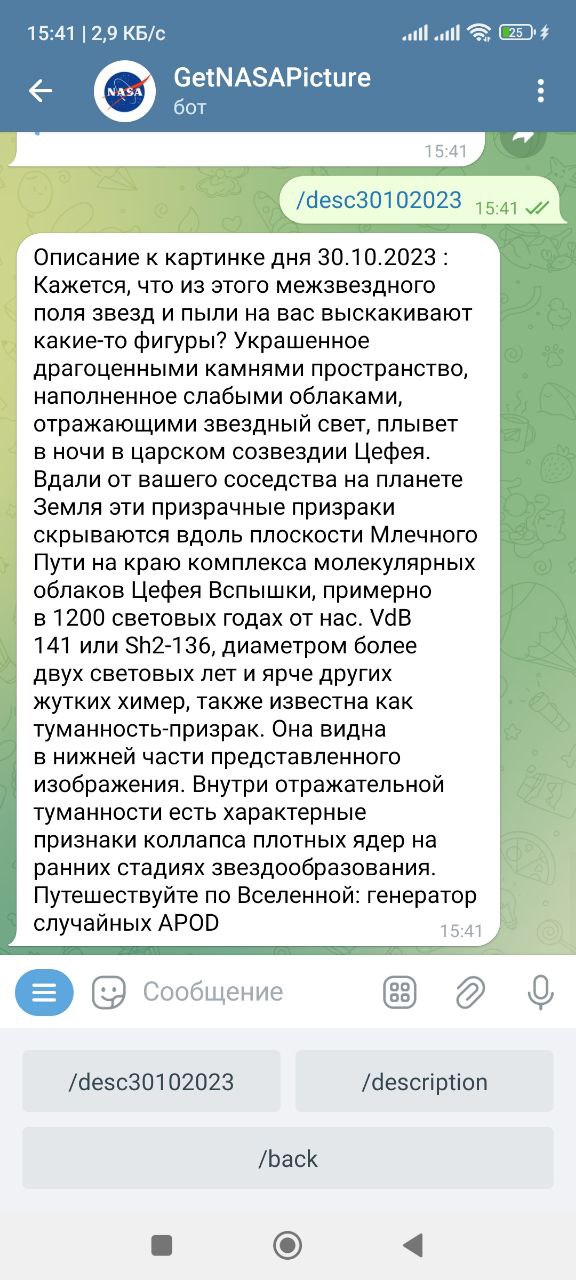 15:41 | 2,9 КБ/с
25
NASA
GetNASAPicture
бот
15:41
/desc30102023 15:41
Описание к картинке дня 30.10.2023 :
Кажется, что из этого межзвездного
поля звезд и пыли на вас выскакивают
какие-то фигуры? Украшенное
драгоценными камнями пространство,
наполненное слабыми облаками,
отражающими звездный свет, плывет
в ночи в царском созвездии Цефея.
Вдали от вашего соседства на планете
Земля эти призрачные призраки
скрываются вдоль плоскости Млечного
Пути на краю комплекса молекулярных
облаков Цефея Вспышки, примерно
в 1200 световых годах от нас. VdB
141 или Sh2-136, диаметром более
двух световых лет и ярче других
жутких химер, также известна как
туманность-призрак. Она видна
в нижней части представленного
изображения. Внутри отражательной
туманности есть характерные
признаки коллапса плотных ядер на
ранних стадиях звездообразования.
Путешествуйте по Вселенной: генератор
случайных APOD
15:41
Сообщение
/desc30102023
/description
/back